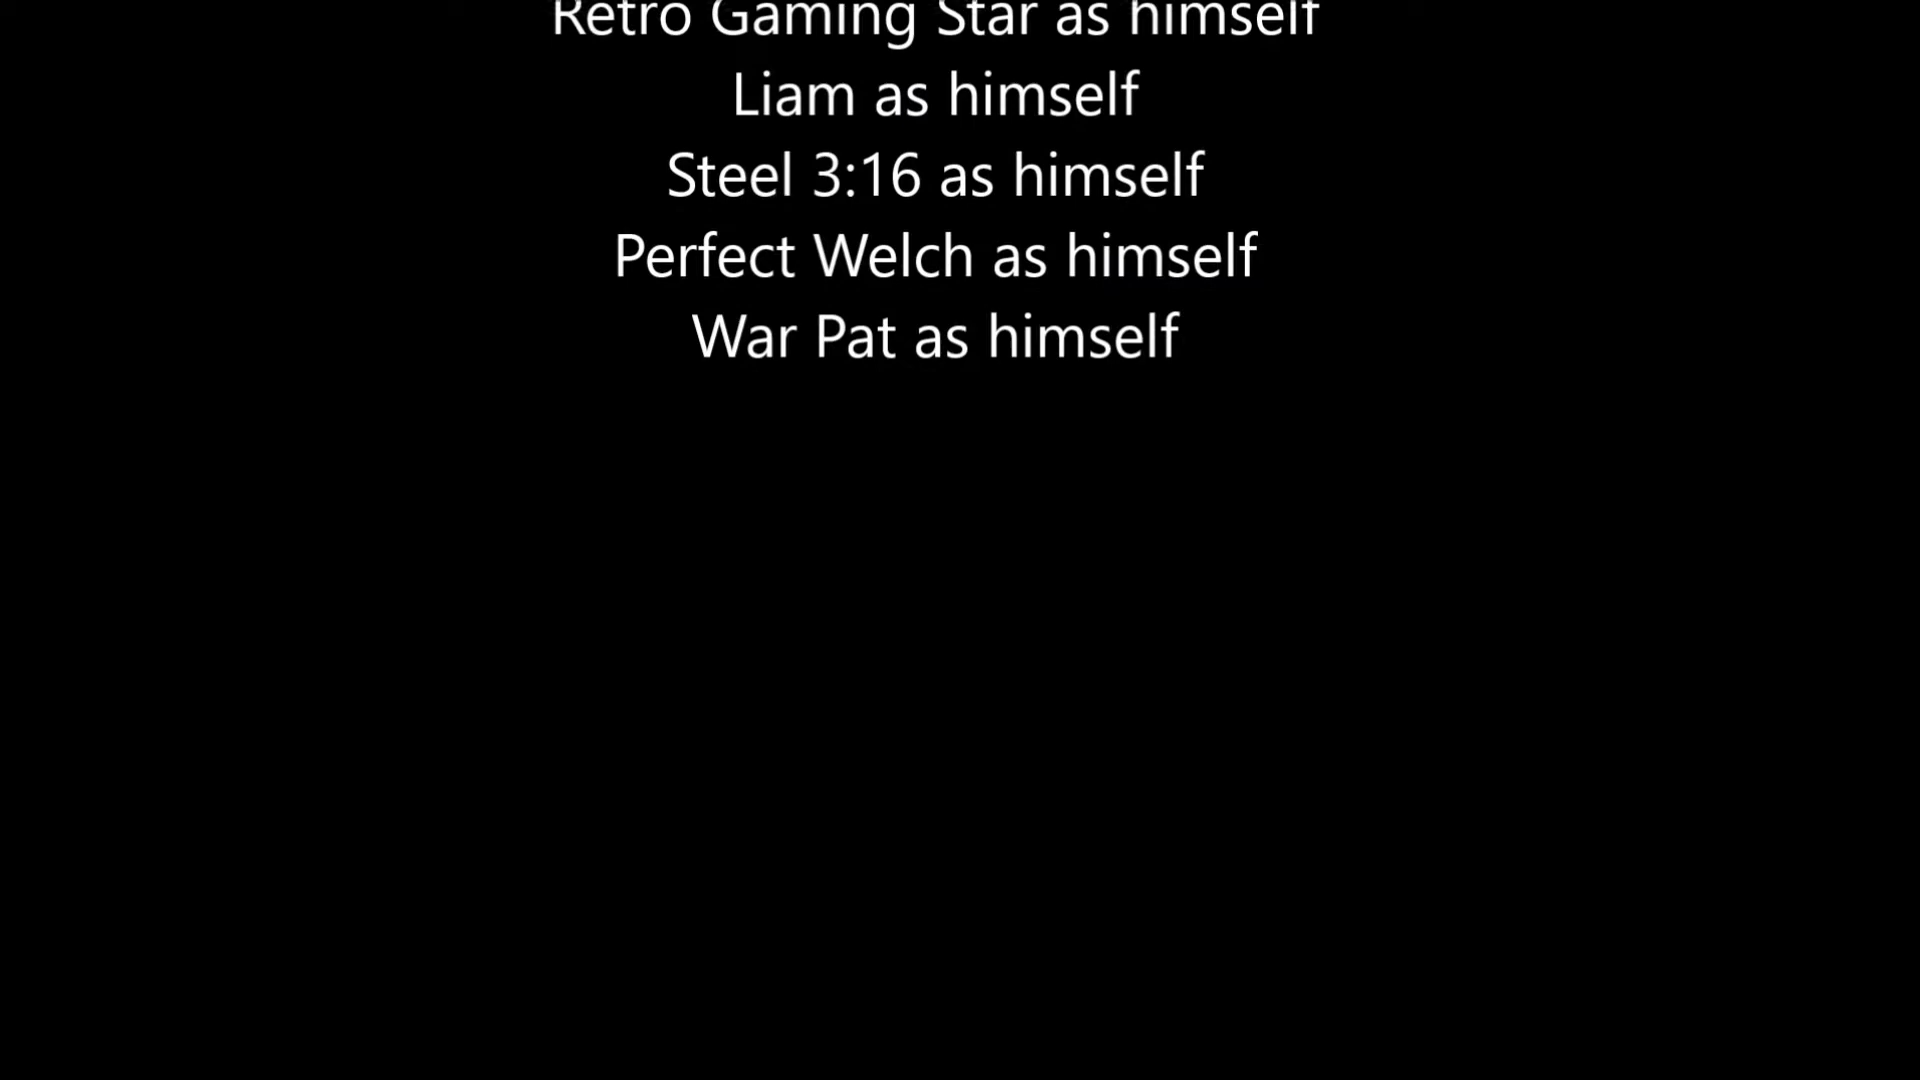 Retro Gaming Star as himself
Liam as himself
Steel 3:16 as himself
Perfect Welch as himself
War Pat as himself